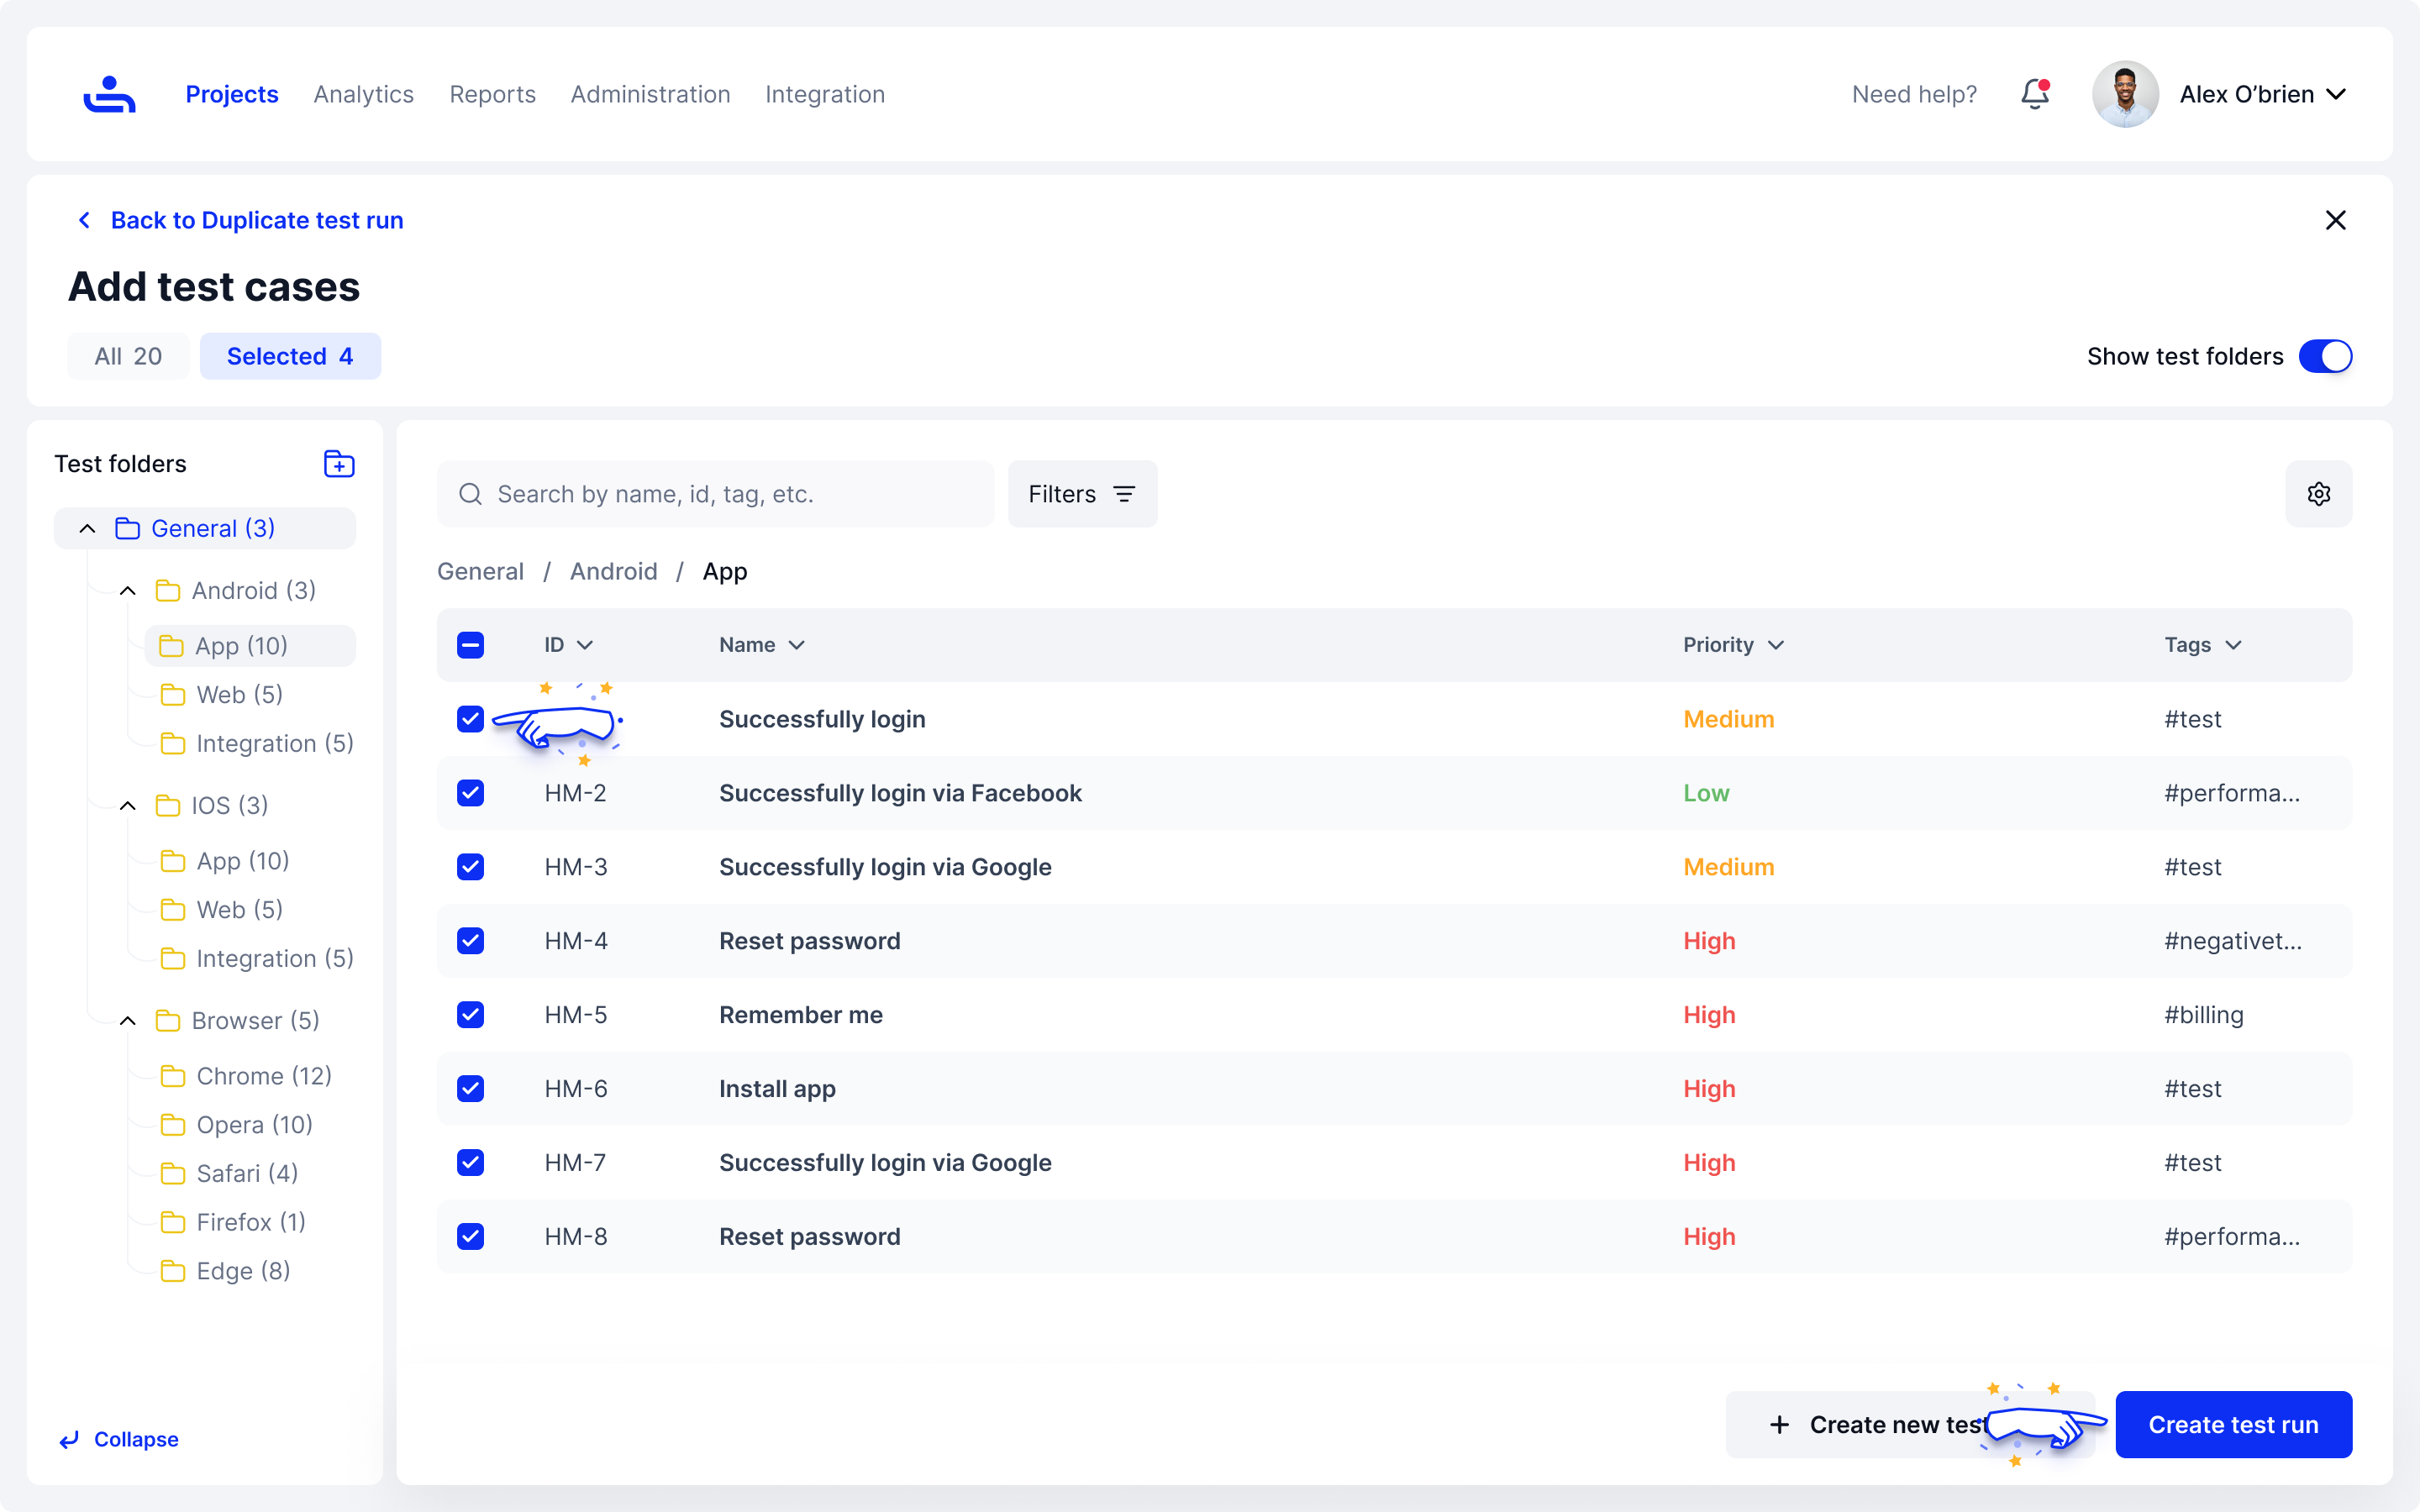 Projects Analytics Reports Administration Integration Need help? Alex O’brien
Back to Duplicate test run
Add test cases
All 20 Selected 4 Show test folders
Test folders
General (3)
Android (3)
App (10)
Web (5)
Integration (5)
IOS (3)
App (10)
Web (5)
Integration (5)
Browser (5)
Chrome (12)
Opera (10)
Safari (4)
Firefox (1)
Edge (8)
Collapse
Search by name, id, tag, etc. Filters
General / Android / App
ID Name Priority Tags
Successfully login Medium #test
HM-2 Successfully login via Facebook Low #performa...
HM-3 Successfully login via Google Medium #test
HM-4 Reset password High #negativet...
HM-5 Remember me High #billing
HM-6 Install app High #test
HM-7 Successfully login via Google High #test
HM-8 Reset password High #performa...
+ Create new test Create test run